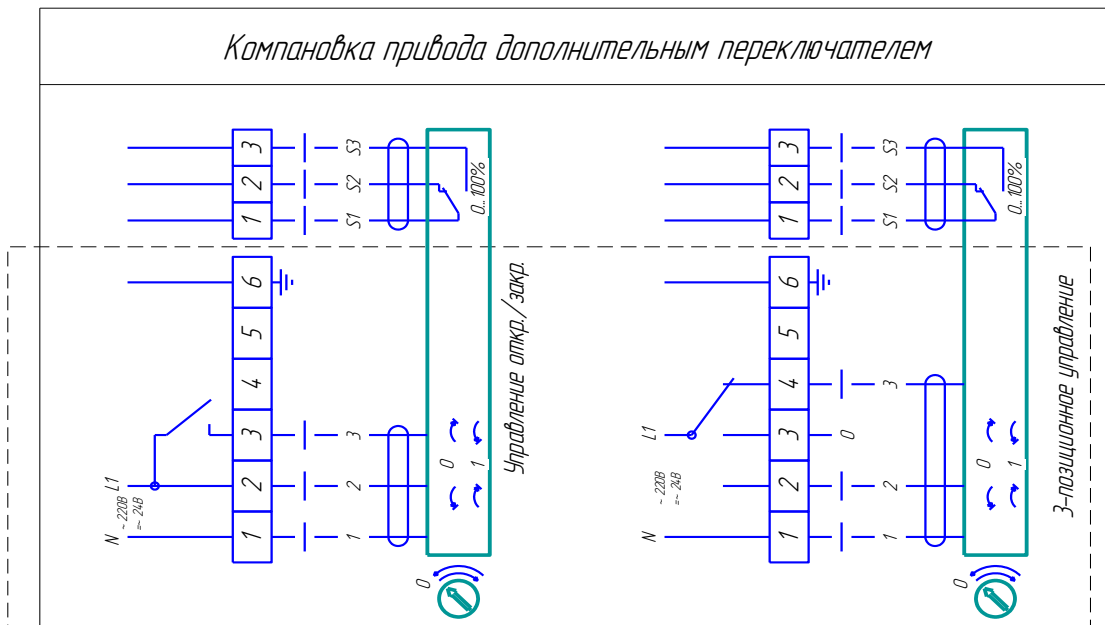 Компановка привода дополнительным переключателем
3
S3
2
S2
1
S1
0...100%
6
5
4
3
3
2
2
1
1
L1
N
~ 220В
=~ 24В
0
1
0
Управление откр./закр.
3
S3
2
S2
1
S1
0...100%
6
5
4
3
3
0
2
2
1
1
L1
N
~ 220В
=~ 24В
0
1
0
3-позиционное управление